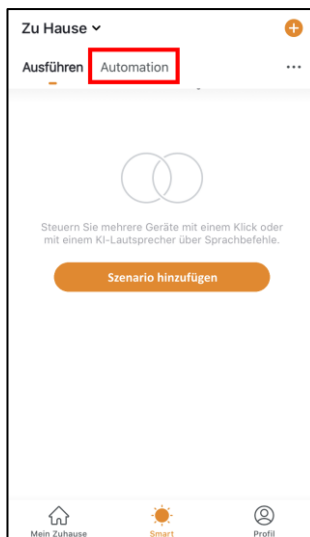 Zu Hause
Ausführen Automation ...
Steuern Sie mehrere Geräte mit einem Klick oder
mit einem KI-Lautsprecher über Sprachbefehle.
Szenario hinzufügen
Mein Zuhause Smart Profil